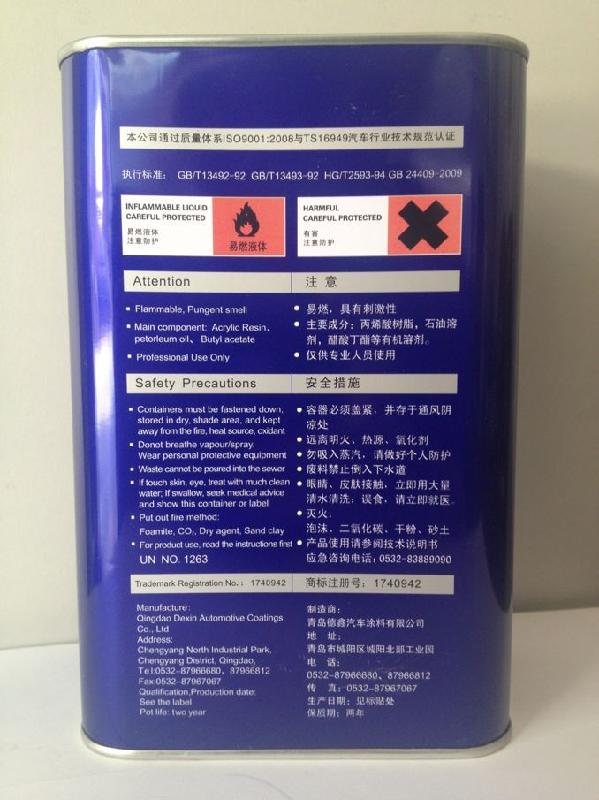 本公司通过质量体系ISO9001:2008与TS16949汽车行业技术规范认证
执行标准: GB/T13492-92 GB/T13493-92 HG/T2593-94 GB 24409-2009
INFLAMMABLE LIQUID
CAREFUL PROTECTED
易燃液体
注意防护
易燃液体
HARMFUL
CAREFUL PROTECTED
有害
注意防护
Attention
• Flammable, Pungent smell
• Main component: Acrylic Resin,
petorleum oil、Butyl acetate
• Professional Use Only
注 意
• 易燃，具有刺激性
• 主要成分：丙烯酸树脂，石油溶
剂，醋酸丁酯等有机溶剂。
• 仅供专业人员使用
Safety Precautions
• Containers must be fastened down,
stored in dry, shade area, and kept
away from the fire, heat source, oxidant
• Donot breathe vapour/spray.
Wear personal protective equipment
• Waste cannot be poured into the sewer
• If touch skin, eye, treat with much clean
water; If swallow, seek medical advice
and show this container or label
• Put out fire method:
Foamite, CO₂, Dry agent, Sand clay
• For product use, read the instructions first
UN NO. 1263
安全措施
• 容器必须盖紧，并存于通风阴
凉处
• 远离明火、热源、氧化剂
• 勿吸入蒸汽，请做好个人防护
• 废料禁止倒入下水道
• 眼睛、皮肤接触，立即用大量
清水清洗；误食，请立即就医。
• 灭火:
泡沫、二氧化碳、干粉、砂土
• 产品使用请参阅技术说明书
应急咨询电话: 0532-83889090
Trademark Registration No.: 1740942
商标注册号: 1740942
Manufacture:
Qingdao Dexin Automotive Coatings
Co., Ltd
Address:
Chengyang North Industrial Park,
Chengyang District, Qingdao,
Tel:0532-87966680、87966812
Fax:0532-87967067
Qualification,Production date:
See the label
Pot life: two year
制造商:
青岛德鑫汽车涂料有限公司
地 址:
青岛市城阳区城阳北部工业园
电 话:
0532-87966680、87966812
传 真: 0532-87967067
生产日期: 见标贴处
保质期: 两年